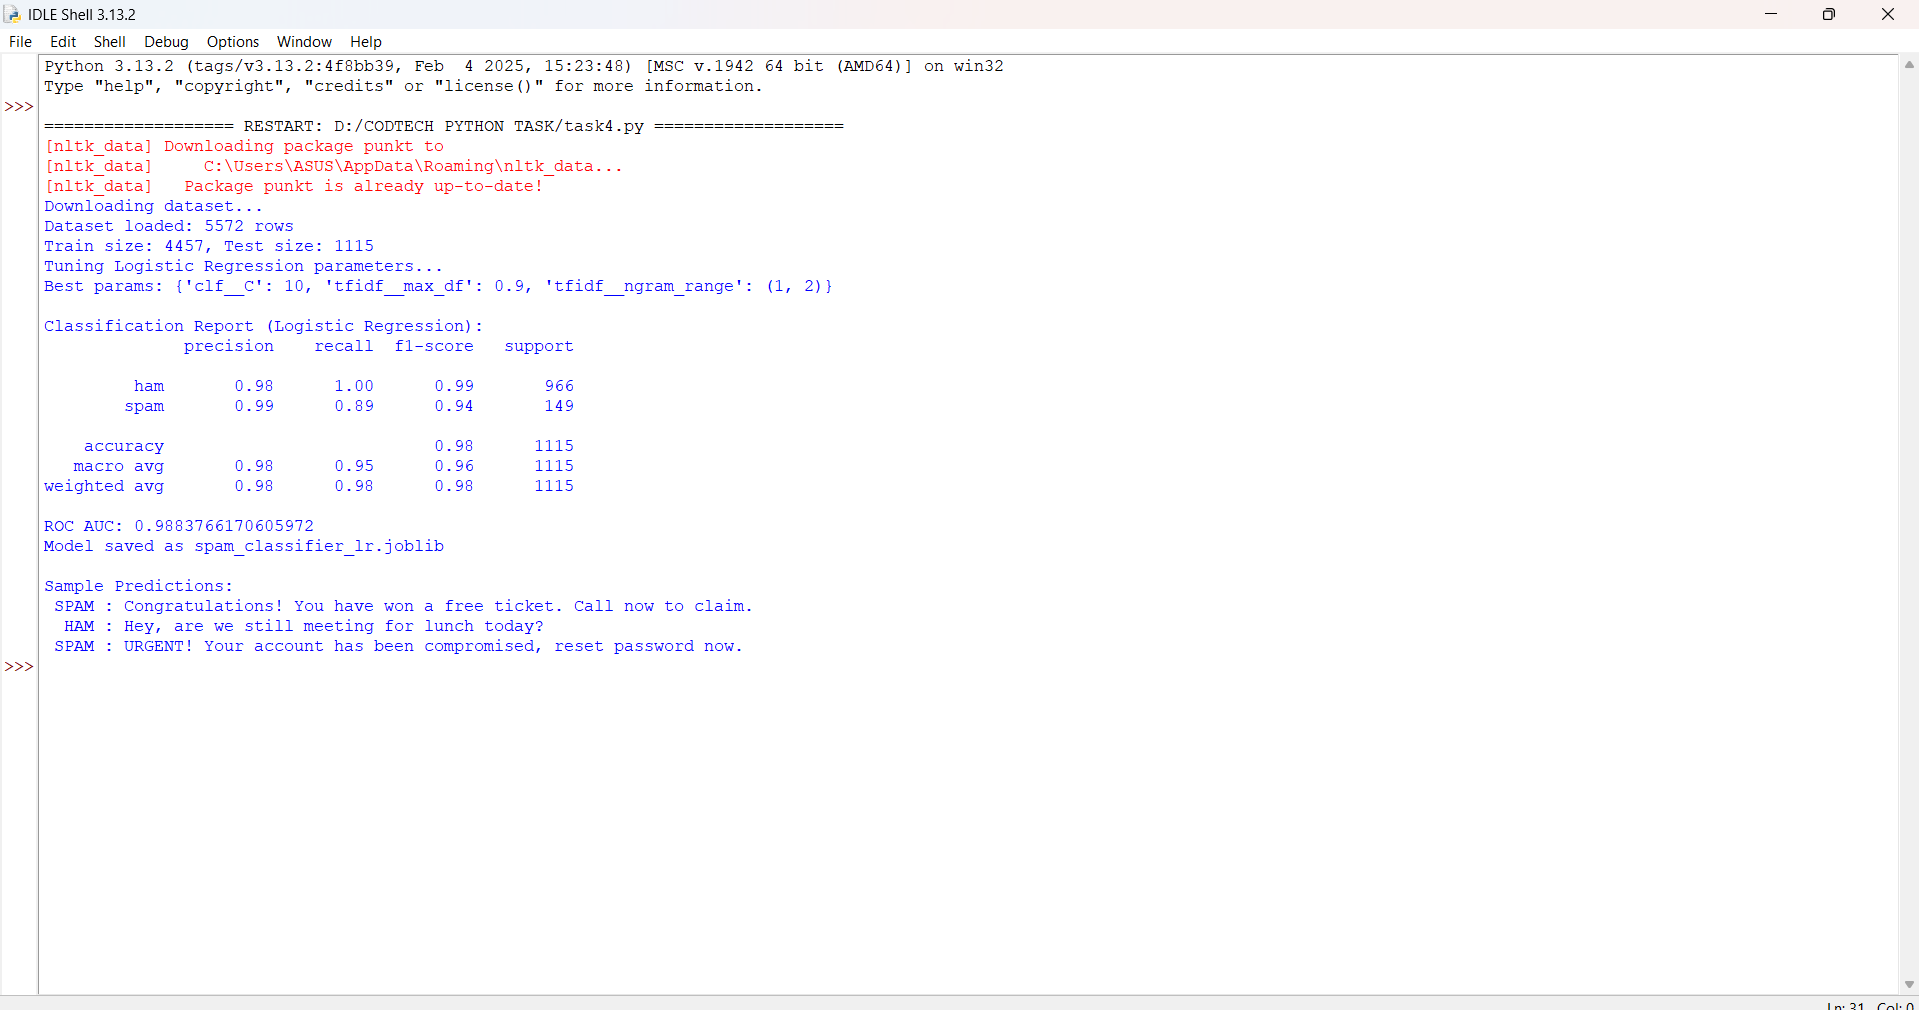 IDLE Shell 3.13.2
File Edit Shell Debug Options Window Help
Python 3.13.2 (tags/v3.13.2:4f8bb39, Feb  4 2025, 15:23:48) [MSC v.1942 64 bit (AMD64)] on win32
Type "help", "copyright", "credits" or "license()" for more information.
>>>
=================== RESTART: D:/CODTECH PYTHON TASK/task4.py ===================
[nltk_data] Downloading package punkt to
[nltk_data]     C:\Users\ASUS\AppData\Roaming\nltk_data...
[nltk_data]   Package punkt is already up-to-date!
Downloading dataset...
Dataset loaded: 5572 rows
Train size: 4457, Test size: 1115
Tuning Logistic Regression parameters...
Best params: {'clf__C': 10, 'tfidf__max_df': 0.9, 'tfidf__ngram_range': (1, 2)}
Classification Report (Logistic Regression):
              precision    recall  f1-score   support
         ham       0.98      1.00      0.99       966
        spam       0.99      0.89      0.94       149
    accuracy                           0.98      1115
   macro avg       0.98      0.95      0.96      1115
weighted avg       0.98      0.98      0.98      1115
ROC AUC: 0.9883766170605972
Model saved as spam_classifier_lr.joblib
Sample Predictions:
 SPAM : Congratulations! You have won a free ticket. Call now to claim.
  HAM : Hey, are we still meeting for lunch today?
 SPAM : URGENT! Your account has been compromised, reset password now.
>>>
Ln: 31 Col: 0